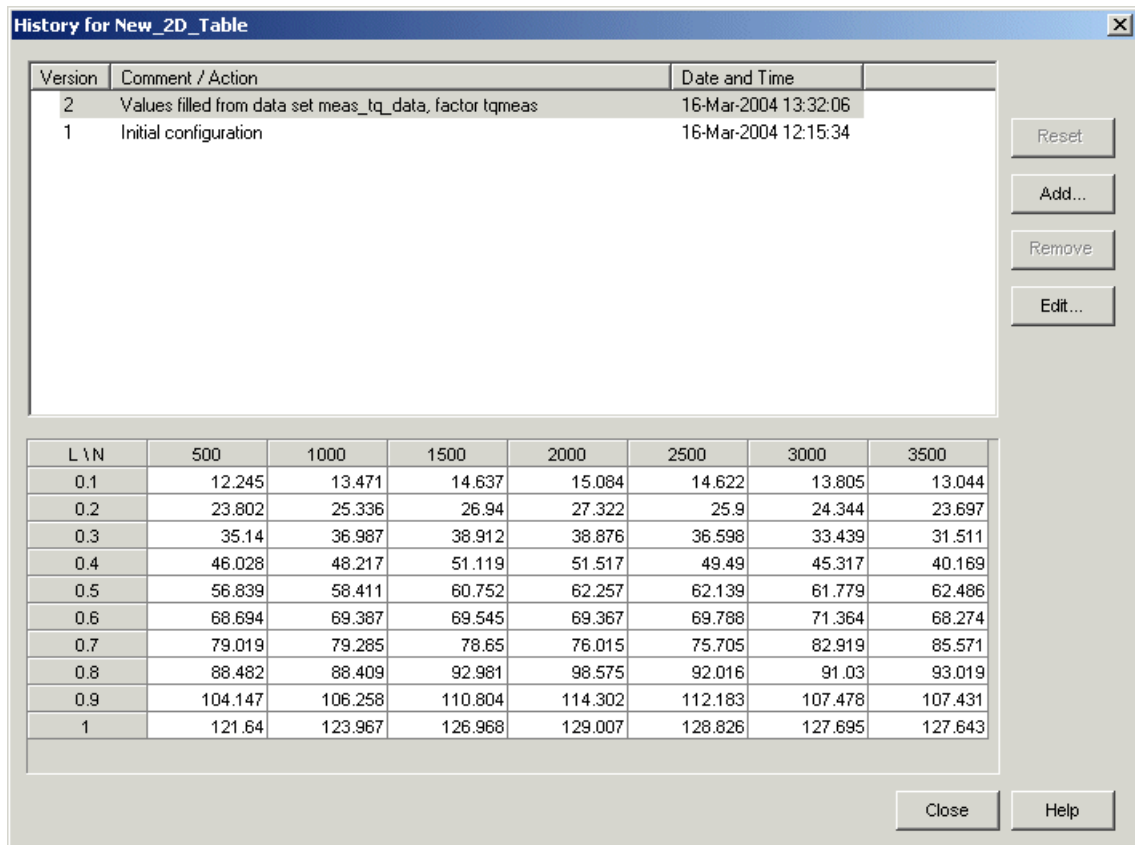 History for New_2D_Table
Version Comment / Action Date and Time
2 Values filled from data set meas_tq_data, factor tqmeas 16-Mar-2004 13:32:06
1 Initial configuration 16-Mar-2004 12:15:34
Reset
Add...
Remove
Edit...
L \ N 500 1000 1500 2000 2500 3000 3500
0.1 12.245 13.471 14.637 15.084 14.622 13.805 13.044
0.2 23.802 25.336 26.94 27.322 25.9 24.344 23.697
0.3 35.14 36.987 38.912 38.876 36.598 33.439 31.511
0.4 46.028 48.217 51.119 51.517 49.49 45.317 40.169
0.5 56.839 58.411 60.752 62.257 62.139 61.779 62.486
0.6 68.694 69.387 69.545 69.367 69.788 71.364 68.274
0.7 79.019 79.285 78.65 76.015 75.705 82.919 85.571
0.8 88.482 88.409 92.981 98.575 92.016 91.03 93.019
0.9 104.147 106.258 110.804 114.302 112.183 107.478 107.431
1 121.64 123.967 126.968 129.007 128.826 127.695 127.643
Close Help